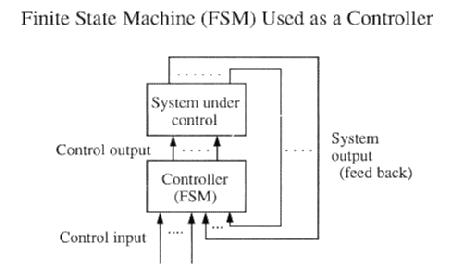 Finite State Machine (FSM) Used as a Controller
System under
control
Control output
System
output
(feed back)
Controller
(FSM)
Control input